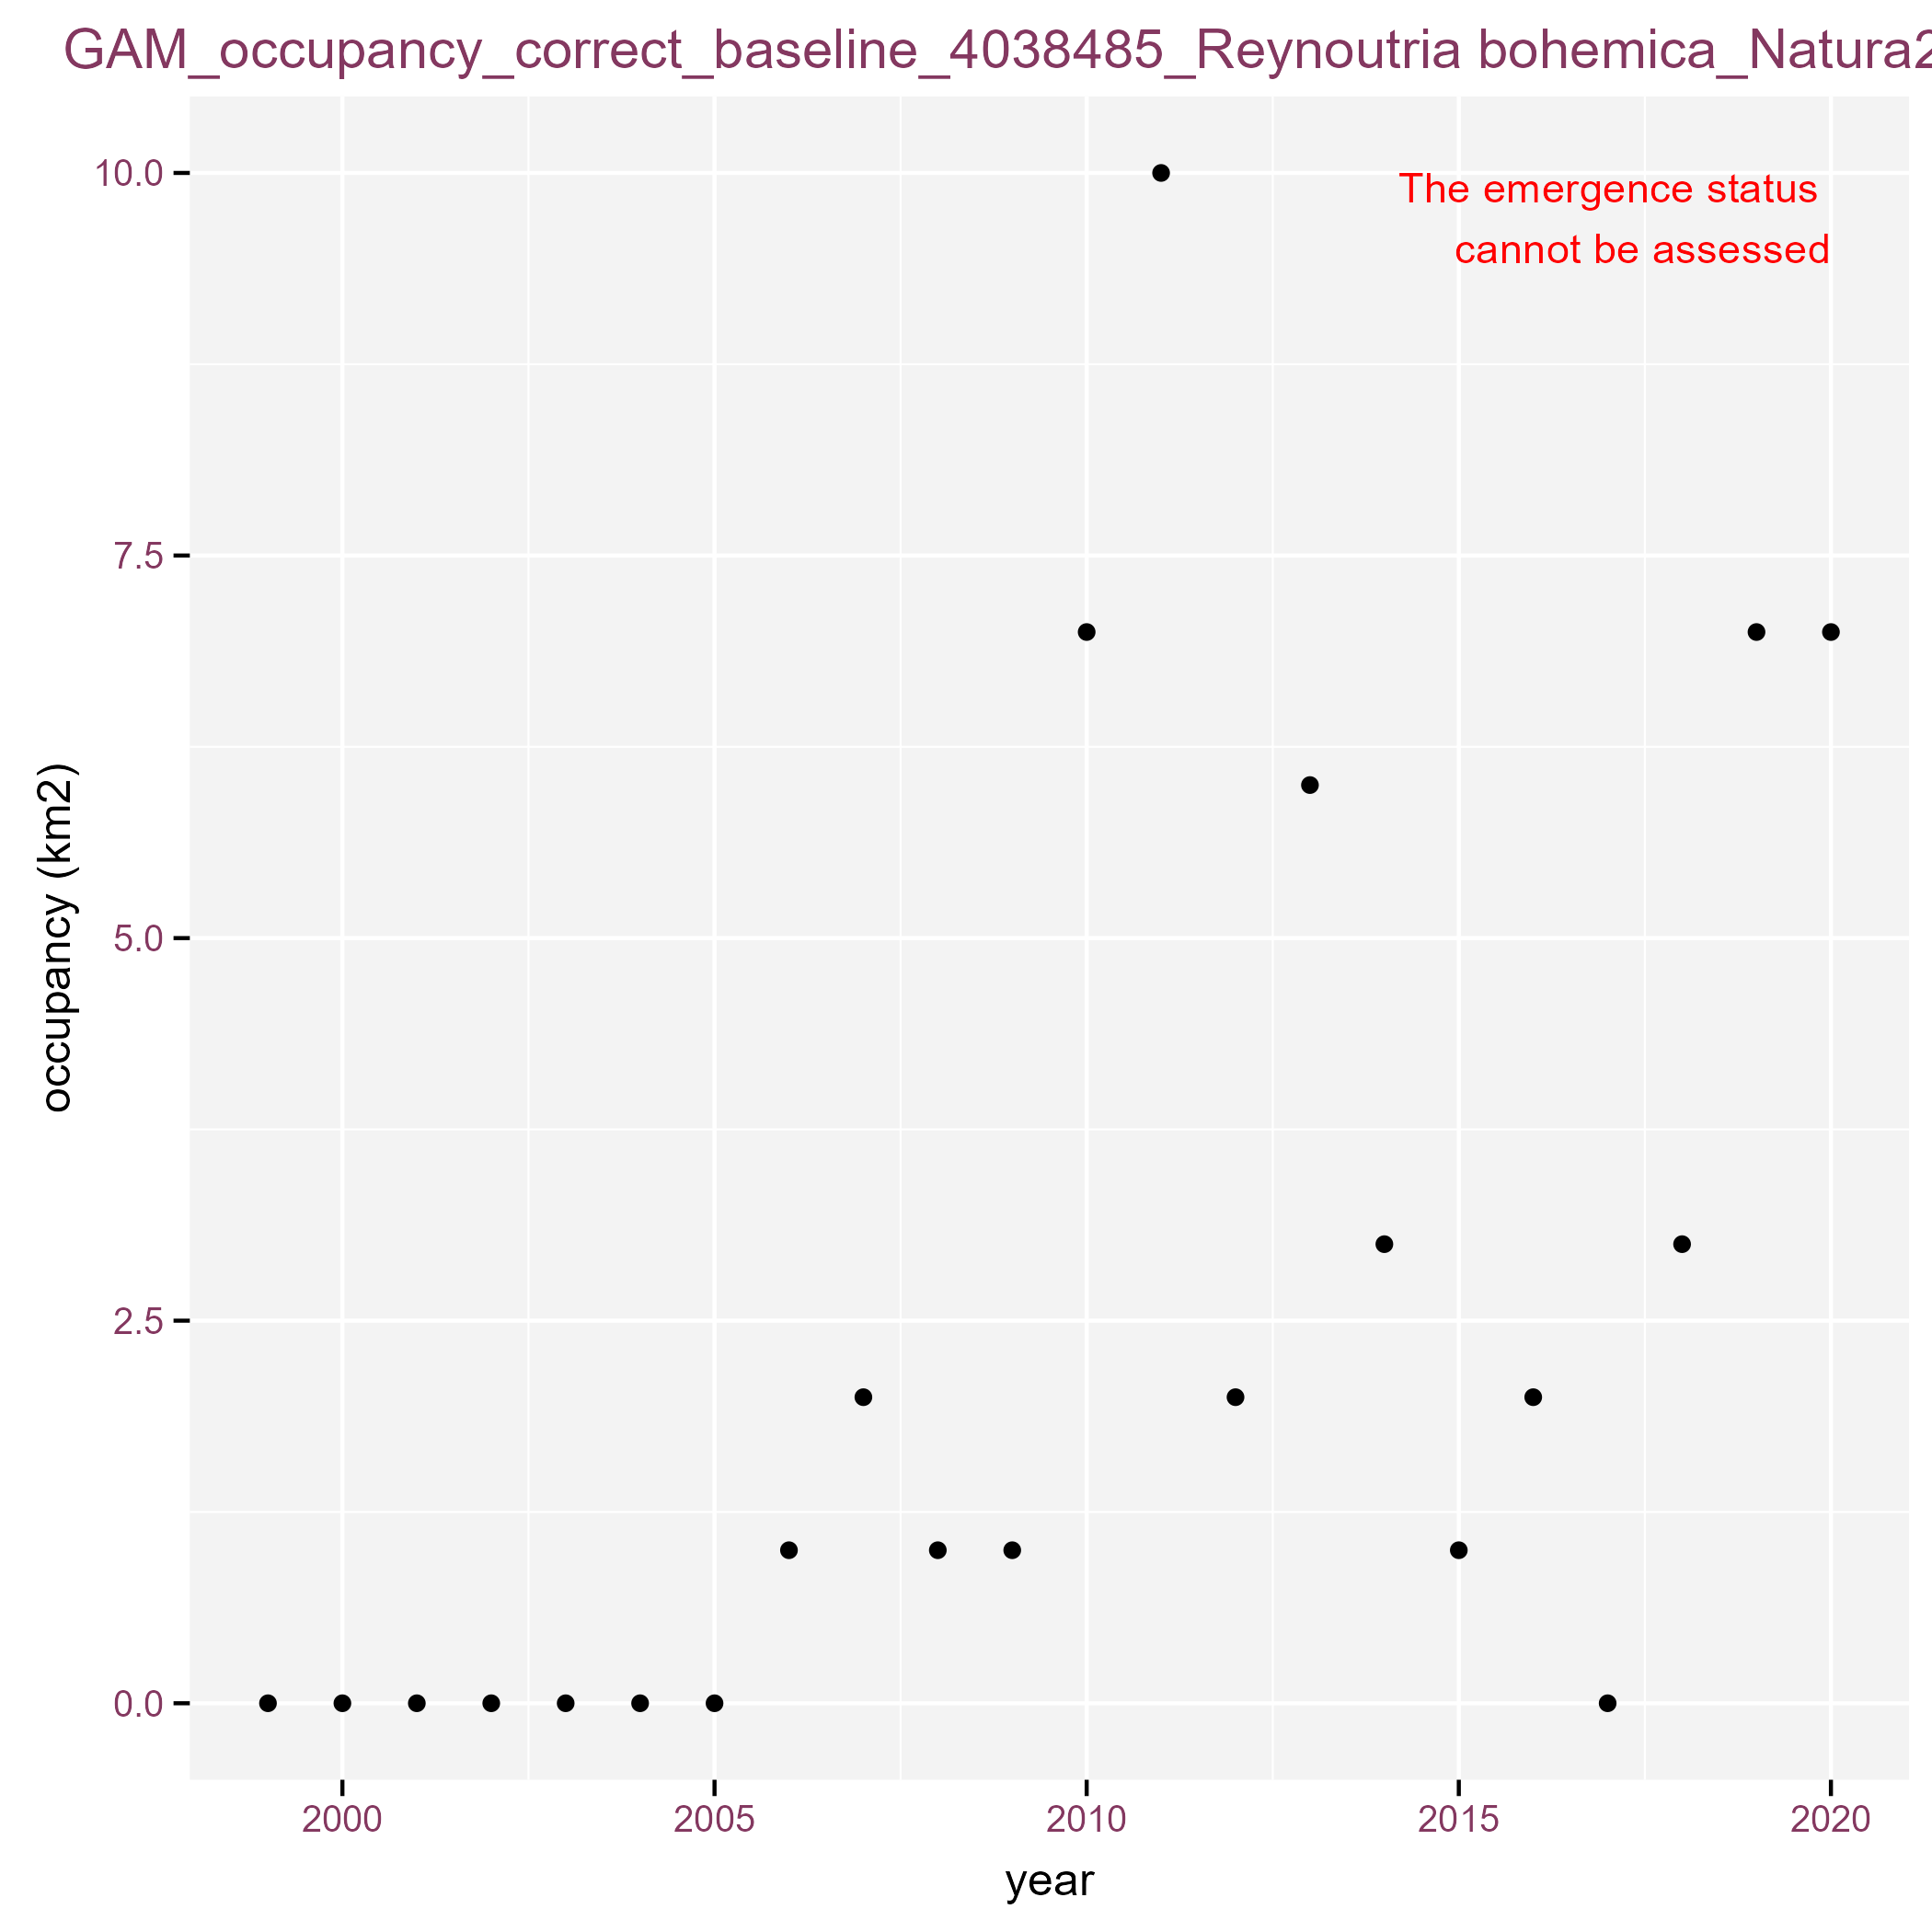 GAM_occupancy_correct_baseline_4038485_Reynoutria bohemica_Natura2
10.0
The emergence status
cannot be assessed
7.5
5.0
2.5
0.0
occupancy (km2)
2000 2005 2010 2015 2020
year